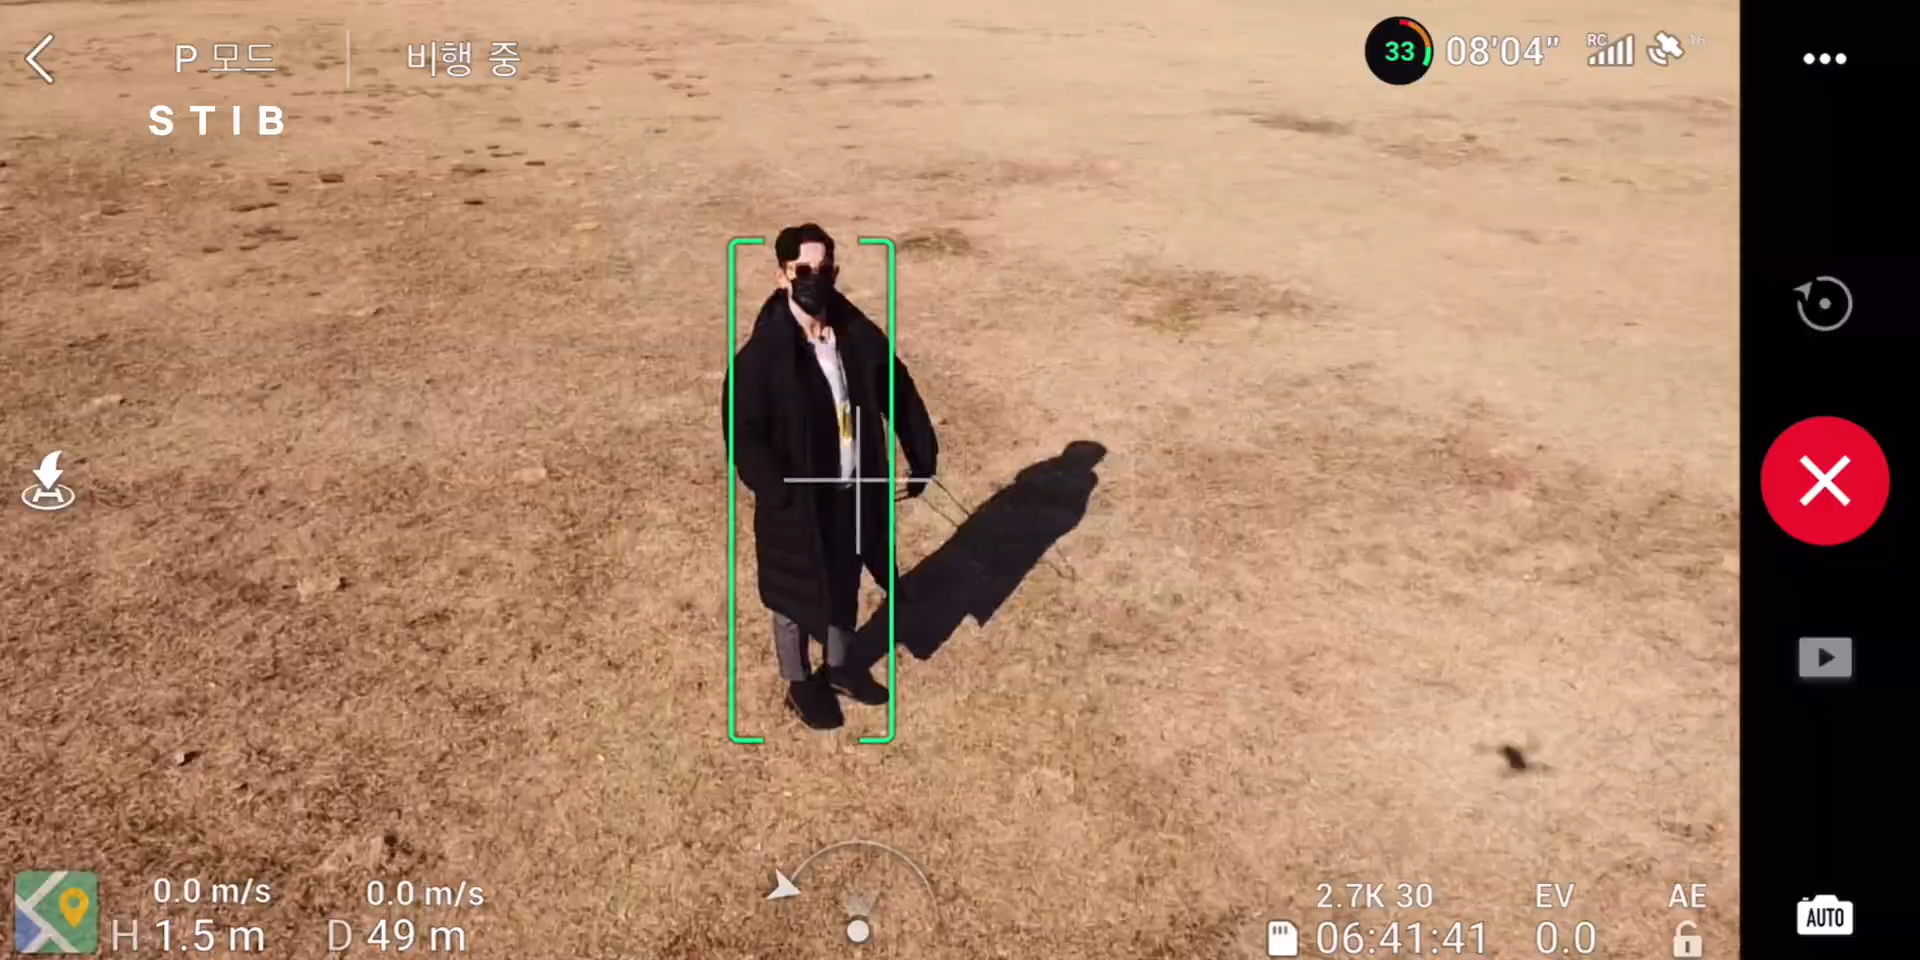 P 모드
비행 중
33
08'04"
RC
16
STIB
0.0 m/s
0.0 m/s
H 1.5 m
D 49 m
2.7K 30
06:41:41
EV
0.0
AE
AUTO